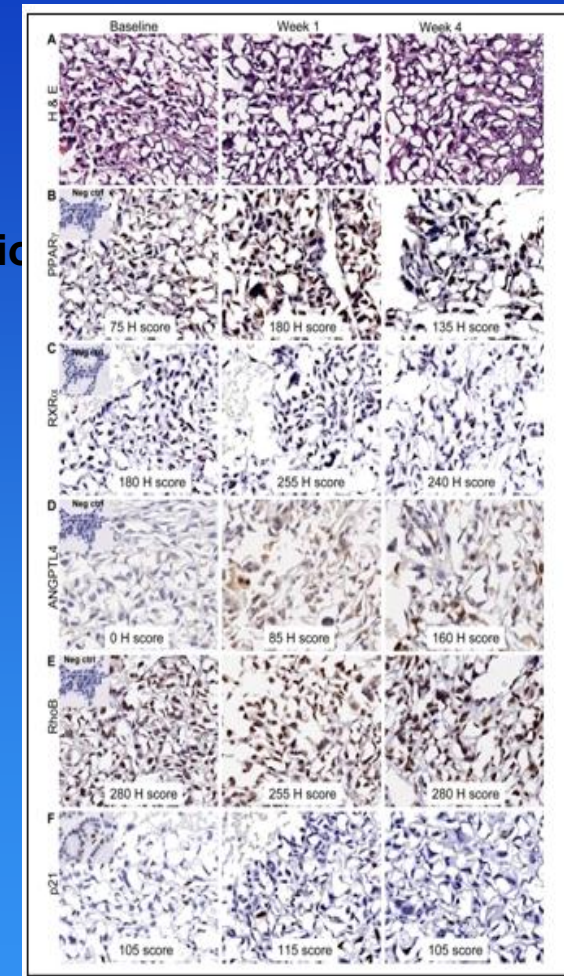 Baseline Week 1 Week 4
A
H & E
B
Neg ctrl
PPARγ
75 H score 180 H score 135 H score
C
Neg ctrl
RXRα
180 H score 255 H score 240 H score
D
Neg ctrl
ANGPTL4
0 H score 85 H score 160 H score
E
Neg ctrl
RhoB
280 H score 255 H score 280 H score
F
p21
105 score 115 score 105 score